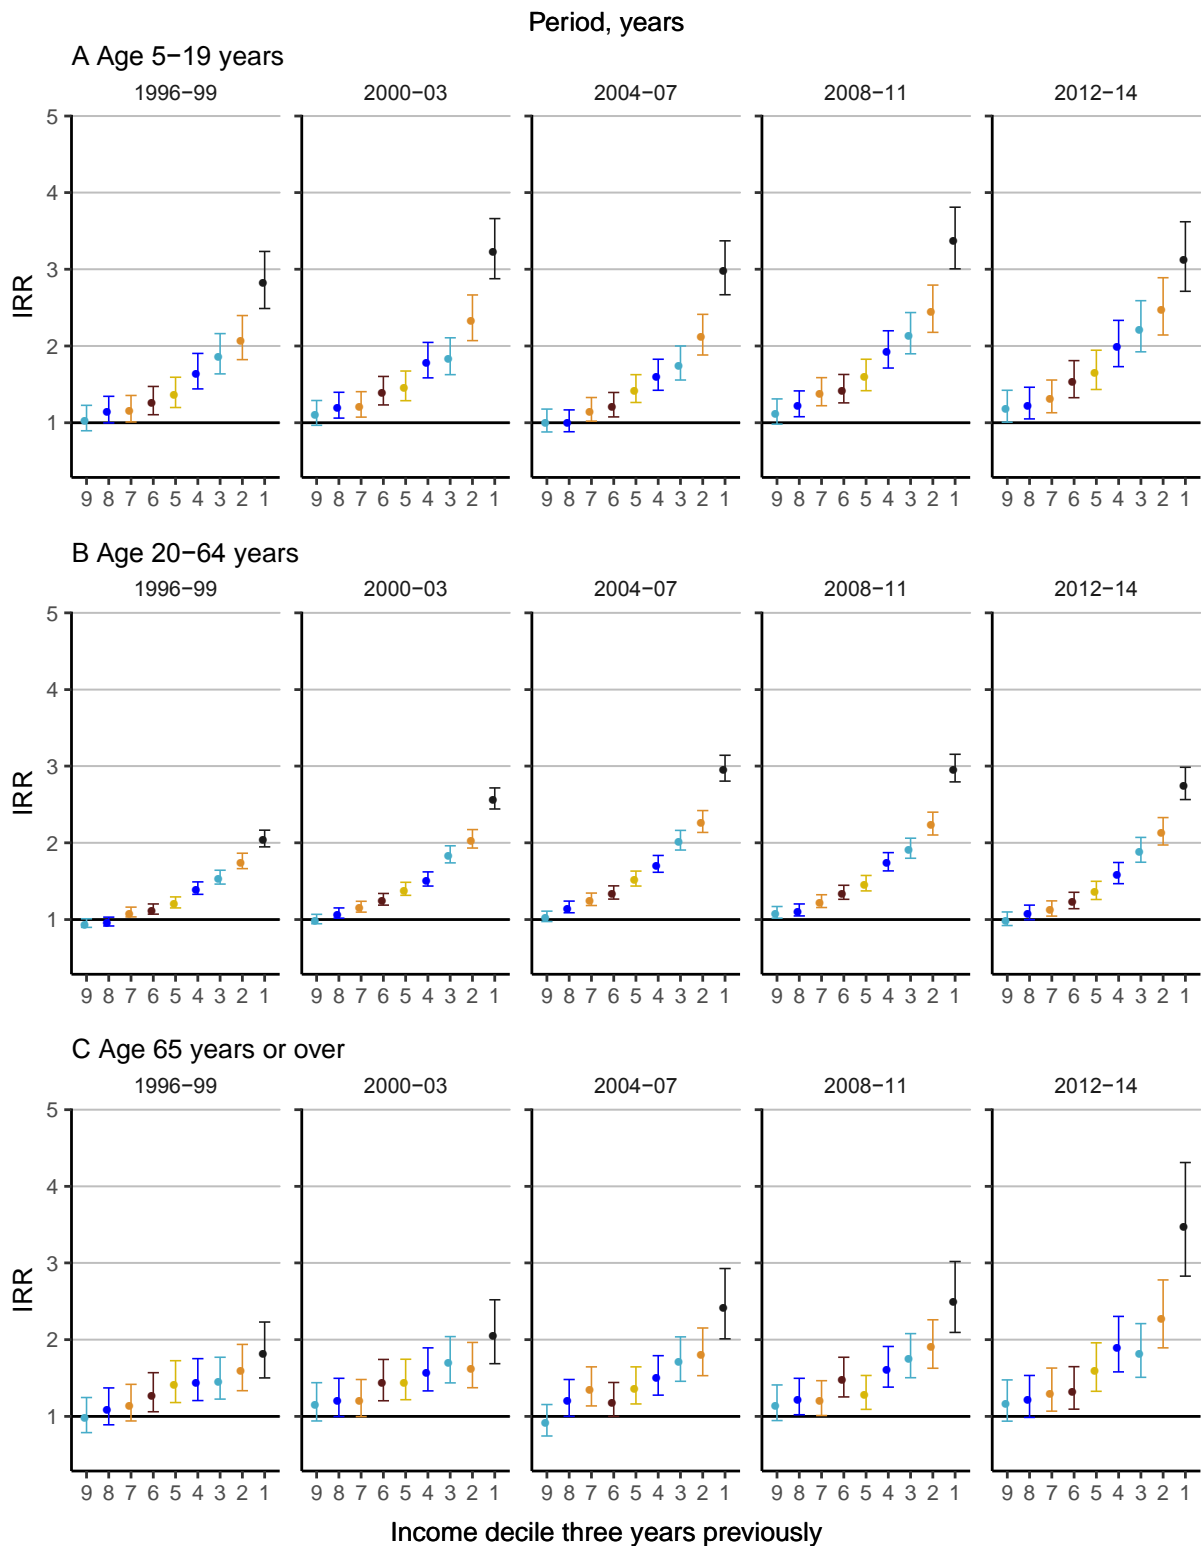 Period, years
A Age 5−19 years
1996−99 2000−03 2004−07 2008−11 2012−14
5
4
3
2
1
IRR
9 8 7 6 5 4 3 2 1 9 8 7 6 5 4 3 2 1 9 8 7 6 5 4 3 2 1 9 8 7 6 5 4 3 2 1 9 8 7 6 5 4 3 2 1
B Age 20−64 years
1996−99 2000−03 2004−07 2008−11 2012−14
5
4
3
2
1
IRR
9 8 7 6 5 4 3 2 1 9 8 7 6 5 4 3 2 1 9 8 7 6 5 4 3 2 1 9 8 7 6 5 4 3 2 1 9 8 7 6 5 4 3 2 1
C Age 65 years or over
1996−99 2000−03 2004−07 2008−11 2012−14
5
4
3
2
1
IRR
9 8 7 6 5 4 3 2 1 9 8 7 6 5 4 3 2 1 9 8 7 6 5 4 3 2 1 9 8 7 6 5 4 3 2 1 9 8 7 6 5 4 3 2 1
Income decile three years previously